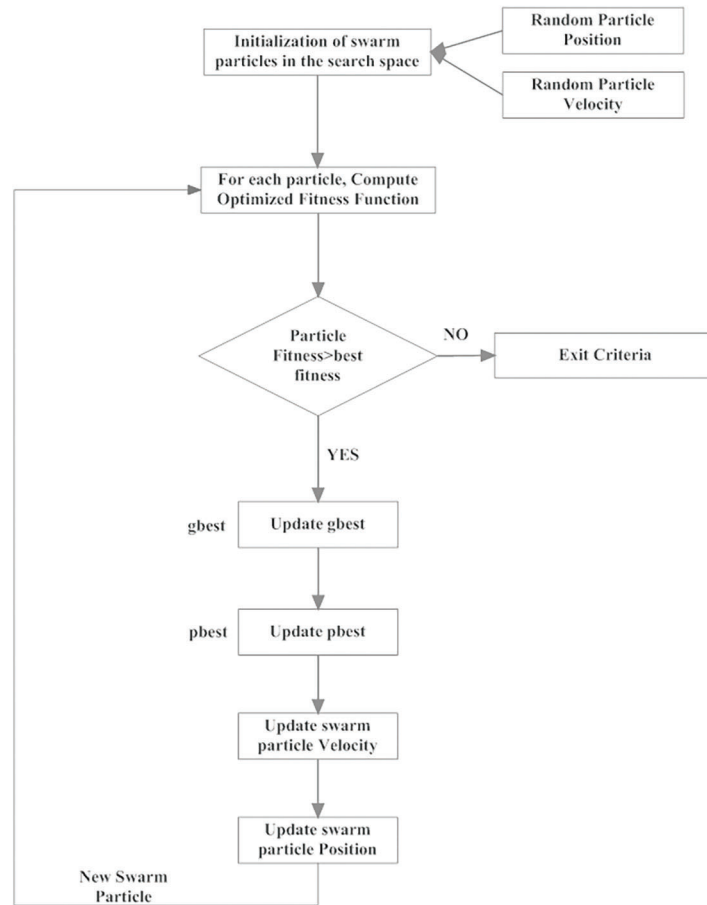 Initialization of swarm
particles in the search space
Random Particle
Position
Random Particle
Velocity
For each particle, Compute
Optimized Fitness Function
Particle
Fitness>best
fitness
NO
Exit Criteria
YES
gbest
Update gbest
pbest
Update pbest
Update swarm
particle Velocity
Update swarm
particle Position
New Swarm
Particle